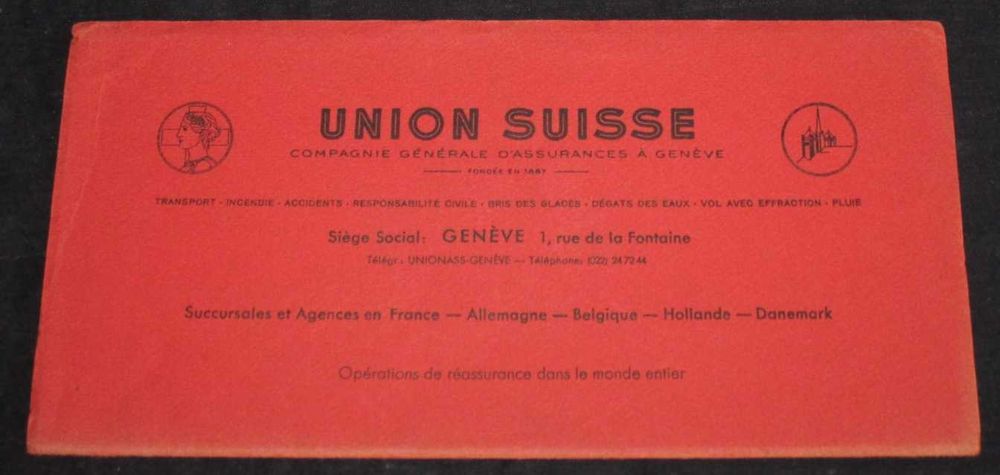 UNION SUISSE
COMPAGNIE GÉNÉRALE D'ASSURANCES À GENÈVE
FONDÉE EN 1887
TRANSPORT · INCENDIE · ACCIDENTS · RESPONSABILITÉ CIVILE · BRIS DES GLACES · DÉGATS DES EAUX · VOL AVEC EFFRACTION · PLUIE
Siège Social: GENÈVE 1, rue de la Fontaine
Télégr: UNIONASS-GENÈVE — Téléphone: (022) 24 72 44
Succursales et Agences en France — Allemagne — Belgique — Hollande — Danemark
Opérations de réassurance dans le monde entier